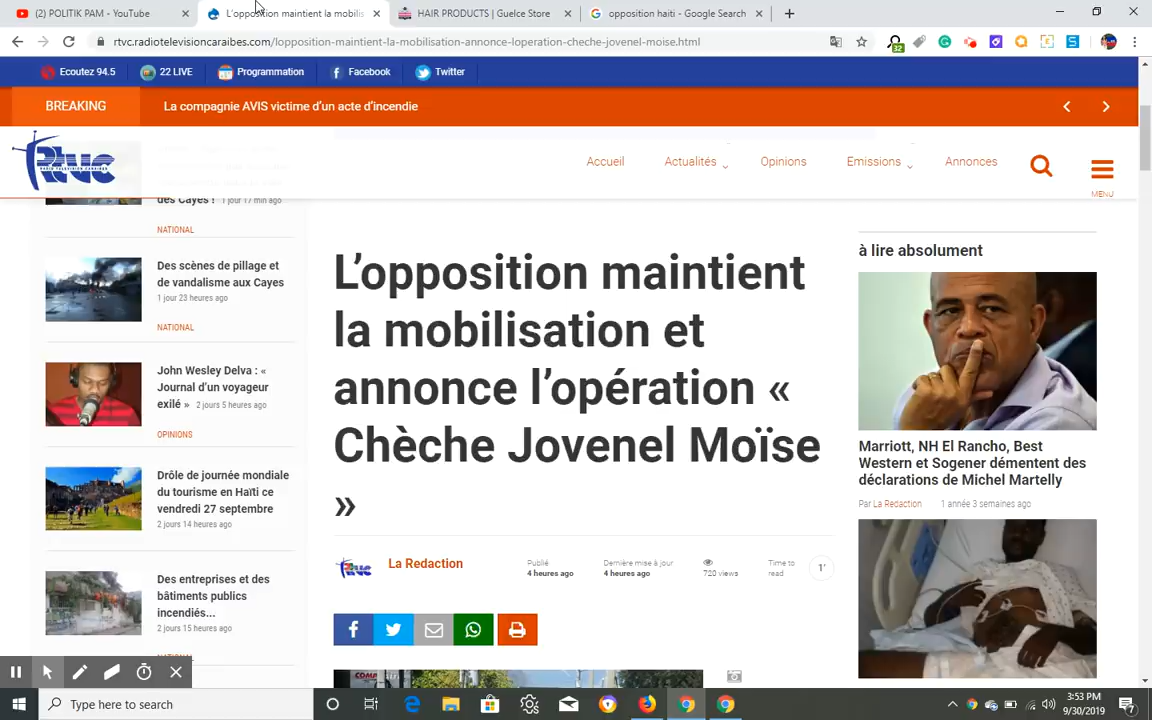 (2) POLITIK PAM - YouTube
L'opposition maintient la mobilis
HAIR PRODUCTS | Guelce Store
opposition haiti - Google Search
rtvc.radiotelevisioncaraibes.com/lopposition-maintient-la-mobilisation-annonce-loperation-cheche-jovenel-moise.html
32
Ecoutez 94.5
22 LIVE
Programmation
Facebook
Twitter
BREAKING
La compagnie AVIS victime d'un acte d'incendie
Rtvc
Accueil
Actualités
Opinions
Emissions
Annonces
MENU
des Cayes ! 1 jour 17 min ago
NATIONAL
Des scènes de pillage et
de vandalisme aux Cayes
1 jour 23 heures ago
NATIONAL
John Wesley Delva : «
Journal d'un voyageur
exilé » 2 jours 5 heures ago
OPINIONS
Drôle de journée mondiale
du tourisme en Haïti ce
vendredi 27 septembre
2 jours 14 heures ago
Des entreprises et des
bâtiments publics
incendiés...
2 jours 15 heures ago
L'opposition maintient
la mobilisation et
annonce l'opération «
Chèche Jovenel Moïse
»
La Redaction
Publié
4 heures ago
Dernière mise à jour
4 heures ago
720 views
Time to
read
1'
à lire absolument
Marriott, NH El Rancho, Best
Western et Sogener démentent des
déclarations de Michel Martelly
Par La Redaction 1 année 3 semaines ago
Type here to search
3:53 PM
9/30/2019
7